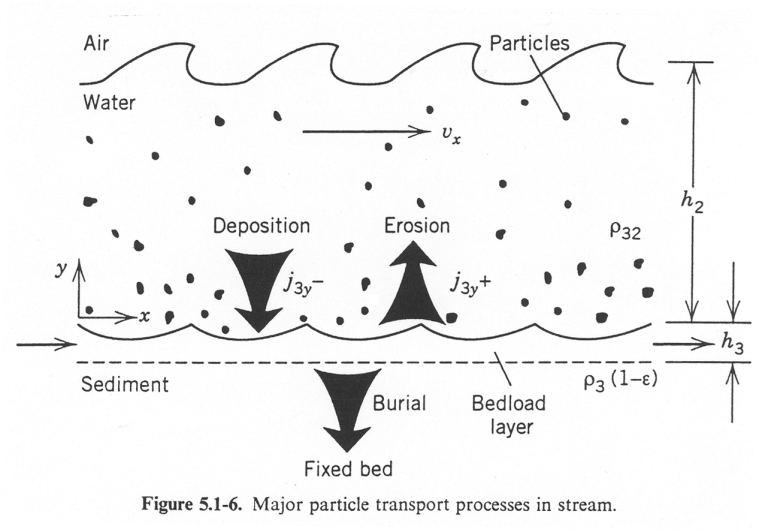 Air
Particles
Water
v_x
h_2
Deposition
Erosion
ρ_32
y
j_3y-
j_3y+
x
h_3
Sediment
ρ_3 (1-ε)
Burial
Bedload
layer
Fixed bed
Figure 5.1-6. Major particle transport processes in stream.